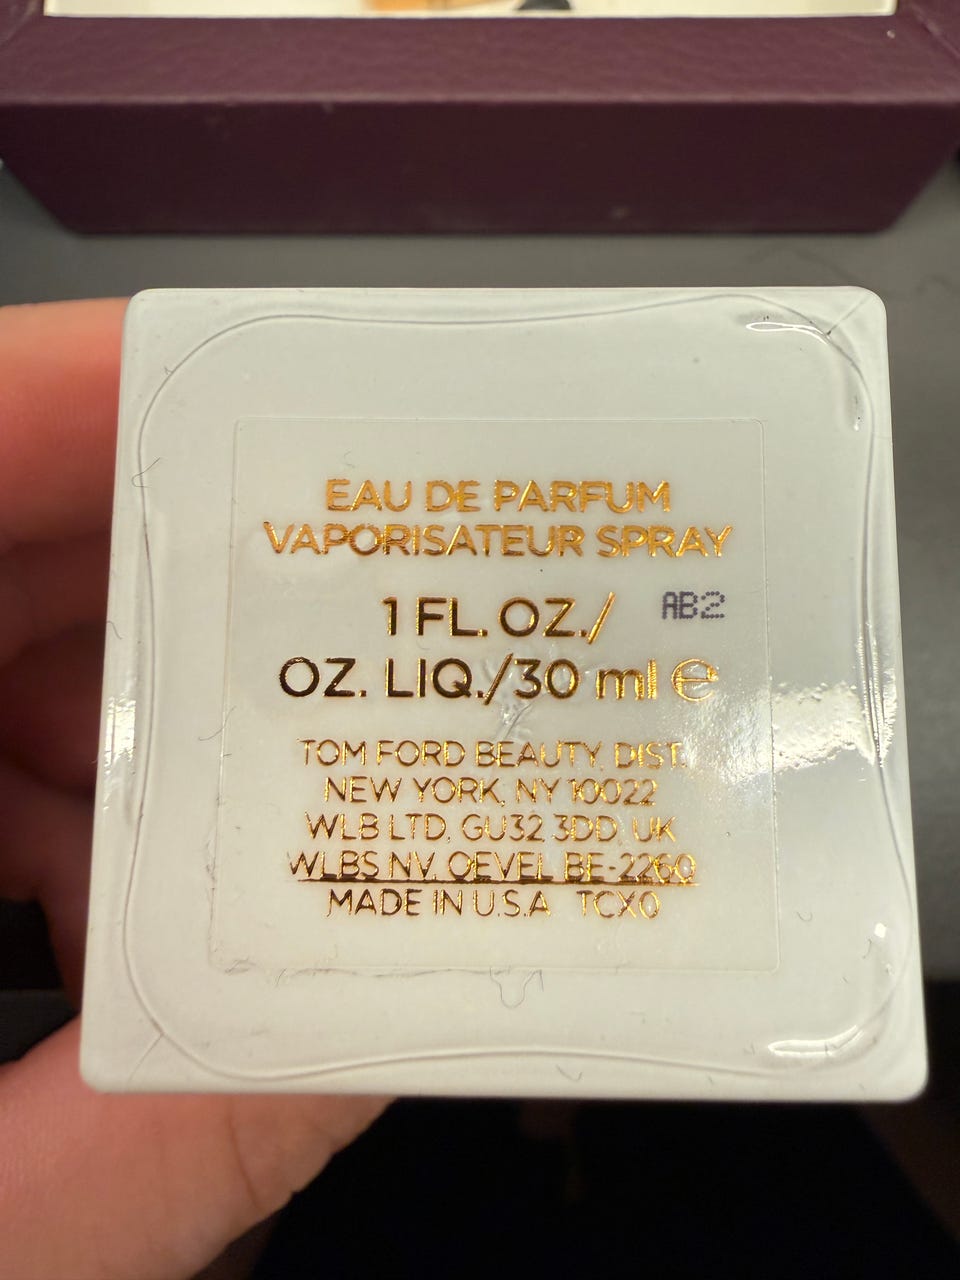 EAU DE PARFUM
VAPORISATEUR SPRAY
1 FL. OZ./
AB2
OZ. LIQ./30 ml ℮
TOM FORD BEAUTY, DIST.
NEW YORK, NY 10022
WLB LTD, GU32 3DD, UK
WLBS NV. OEVEL BE-2260
MADE IN U.S.A TCX0